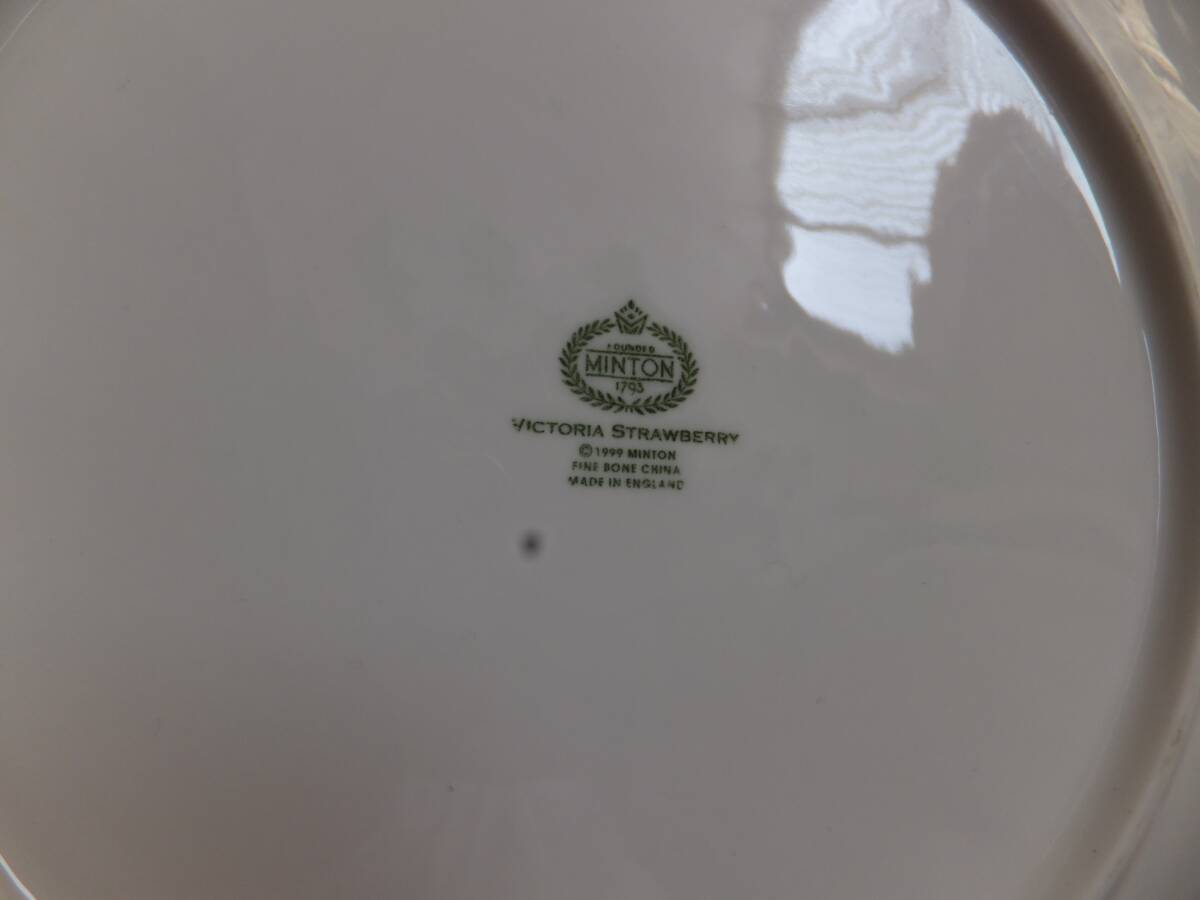 FOUNDED
MINTON
1793
VICTORIA STRAWBERRY
©1999 MINTON
FINE BONE CHINA
MADE IN ENGLAND